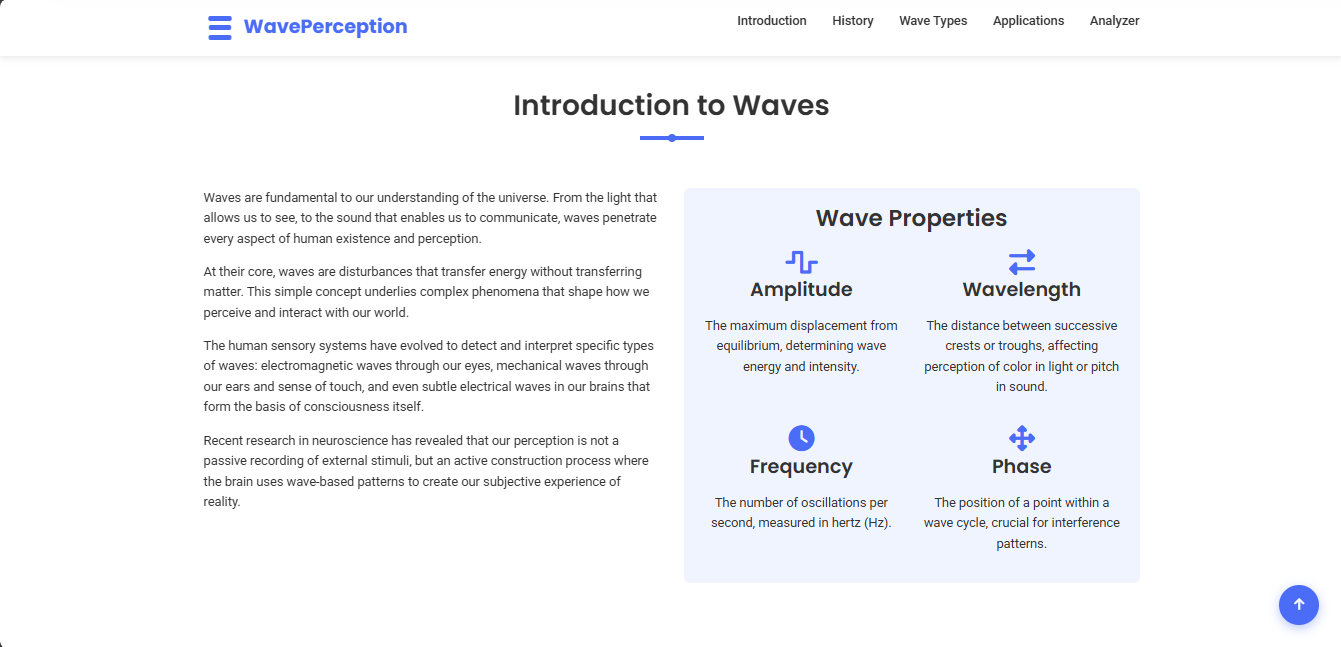 WavePerception
Introduction
History
Wave Types
Applications
Analyzer
Introduction to Waves
Waves are fundamental to our understanding of the universe. From the light that
allows us to see, to the sound that enables us to communicate, waves penetrate
every aspect of human existence and perception.
At their core, waves are disturbances that transfer energy without transferring
matter. This simple concept underlies complex phenomena that shape how we
perceive and interact with our world.
The human sensory systems have evolved to detect and interpret specific types
of waves: electromagnetic waves through our eyes, mechanical waves through
our ears and sense of touch, and even subtle electrical waves in our brains that
form the basis of consciousness itself.
Recent research in neuroscience has revealed that our perception is not a
passive recording of external stimuli, but an active construction process where
the brain uses wave-based patterns to create our subjective experience of
reality.
Wave Properties
Amplitude
The maximum displacement from
equilibrium, determining wave
energy and intensity.
Wavelength
The distance between successive
crests or troughs, affecting
perception of color in light or pitch
in sound.
Frequency
The number of oscillations per
second, measured in hertz (Hz).
Phase
The position of a point within a
wave cycle, crucial for interference
patterns.